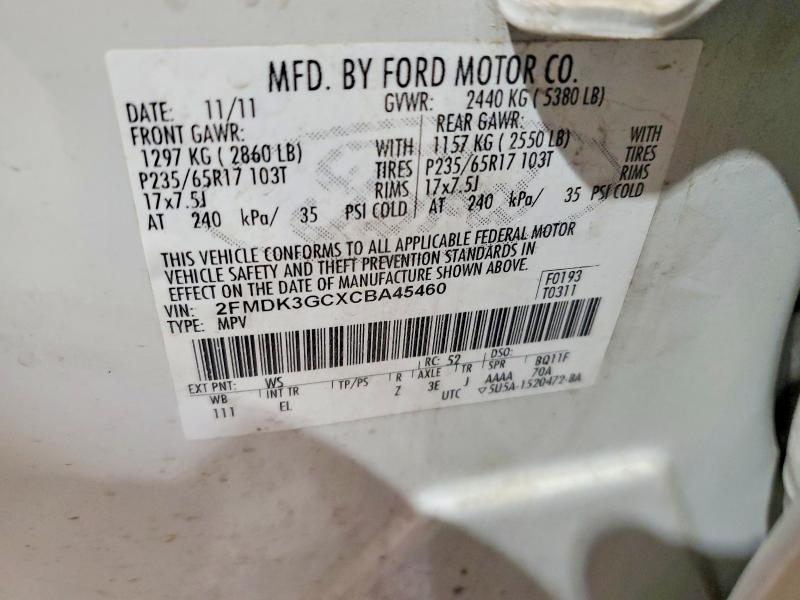 MFD. BY FORD MOTOR CO.
DATE: 11/11 GVWR: 2440 KG ( 5380 LB)
FRONT GAWR: REAR GAWR:
1297 KG ( 2860 LB) WITH 1157 KG ( 2550 LB) WITH
P235/65R17 103T TIRES P235/65R17 103T TIRES
17x7.5J RIMS 17x7.5J RIMS
AT 240 kPa/ 35 PSI COLD AT 240 kPa/ 35 PSI COLD
THIS VEHICLE CONFORMS TO ALL APPLICABLE FEDERAL MOTOR
VEHICLE SAFETY AND THEFT PREVENTION STANDARDS IN
EFFECT ON THE DATE OF MANUFACTURE SHOWN ABOVE.
VIN: 2FMDK3GCXCBA45460 F0193
TYPE: MPV T0311
EXT PNT: WS RC: 52 DSO:
WB INT TR TP/PS R AXLE TR SPR BQ11F
111 EL Z 3E J AAAA 70A
UTC ▽5U5A-1520472-BA